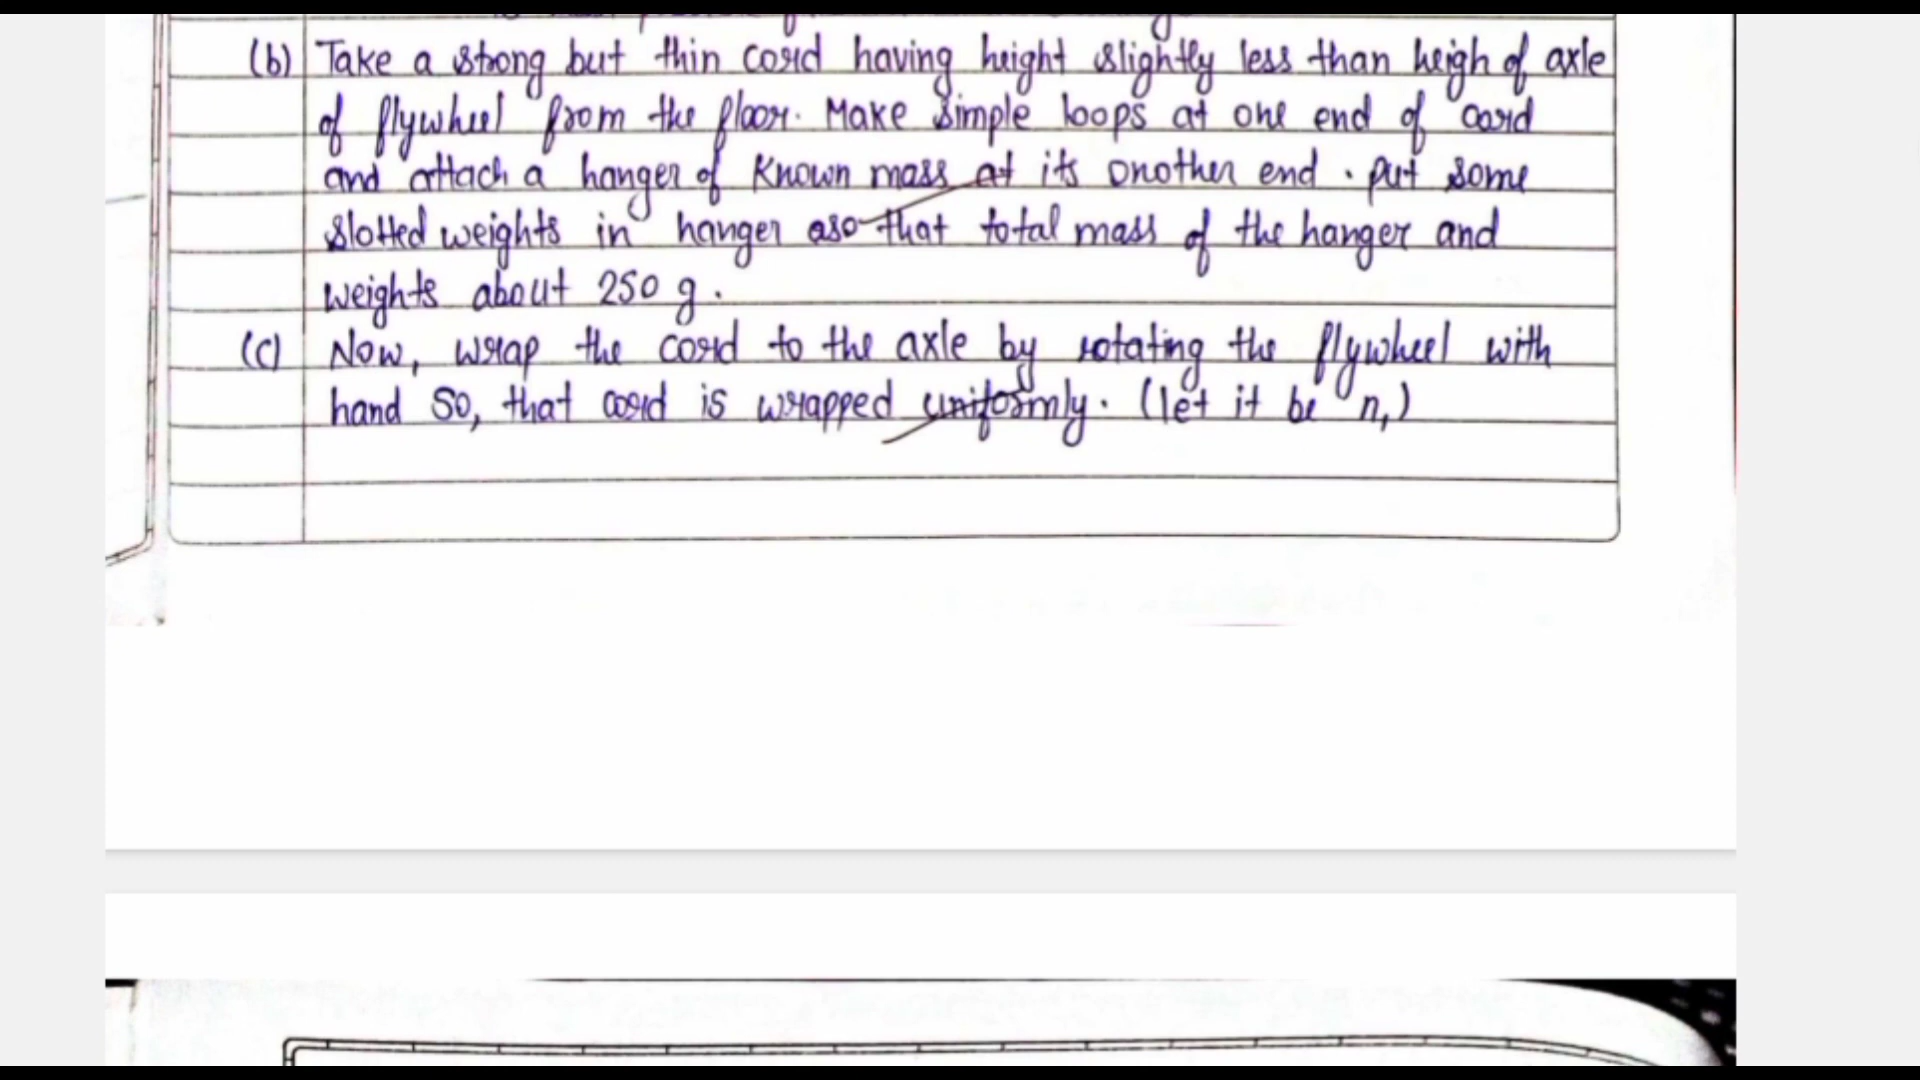 (b) Take a strong but thin cord having height slightly less than heigh of axle
of flywheel from the floor. Make simple loops at one end of cord
and attach a hanger of known mass at its onother end. put some
slotted weights in hanger aso that total mass of the hanger and
weights about 250 g.
(c) Now, wrap the cord to the axle by rotating the flywheel with
hand so, that cord is wrapped uniformly. (let it be n,)